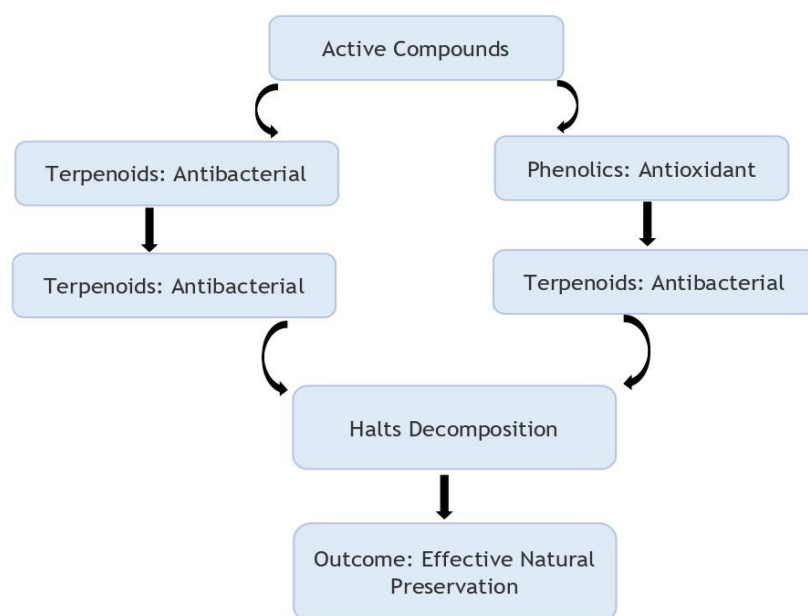 Active Compounds
Terpenoids: Antibacterial
Phenolics: Antioxidant
Terpenoids: Antibacterial
Terpenoids: Antibacterial
Halts Decomposition
Outcome: Effective Natural
Preservation